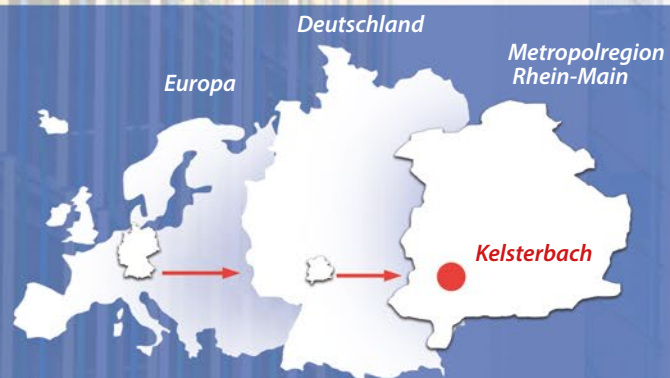 Deutschland
Metropolregion
Rhein-Main
Europa
Kelsterbach